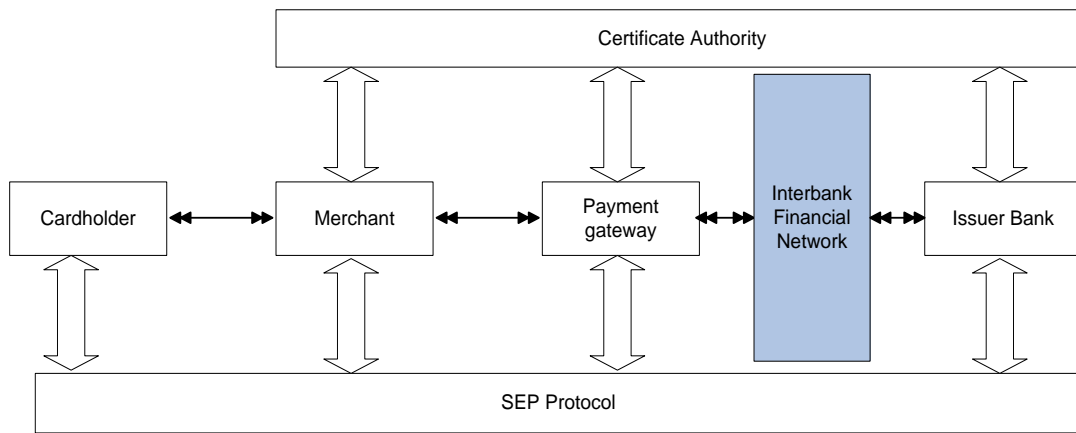 Certificate Authority
Cardholder
Merchant
Payment
gateway
Interbank
Financial
Network
Issuer Bank
SEP Protocol